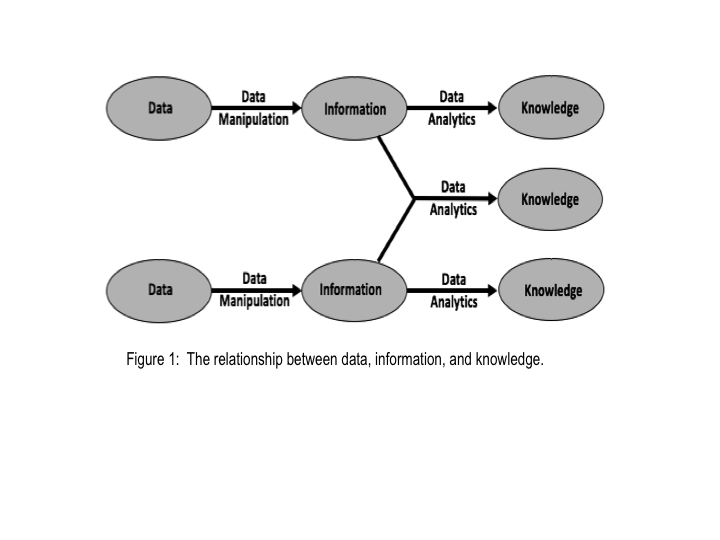 Data
Data
Manipulation
Information
Data
Analytics
Knowledge
Data
Analytics
Knowledge
Data
Data
Manipulation
Information
Data
Analytics
Knowledge
Figure 1: The relationship between data, information, and knowledge.